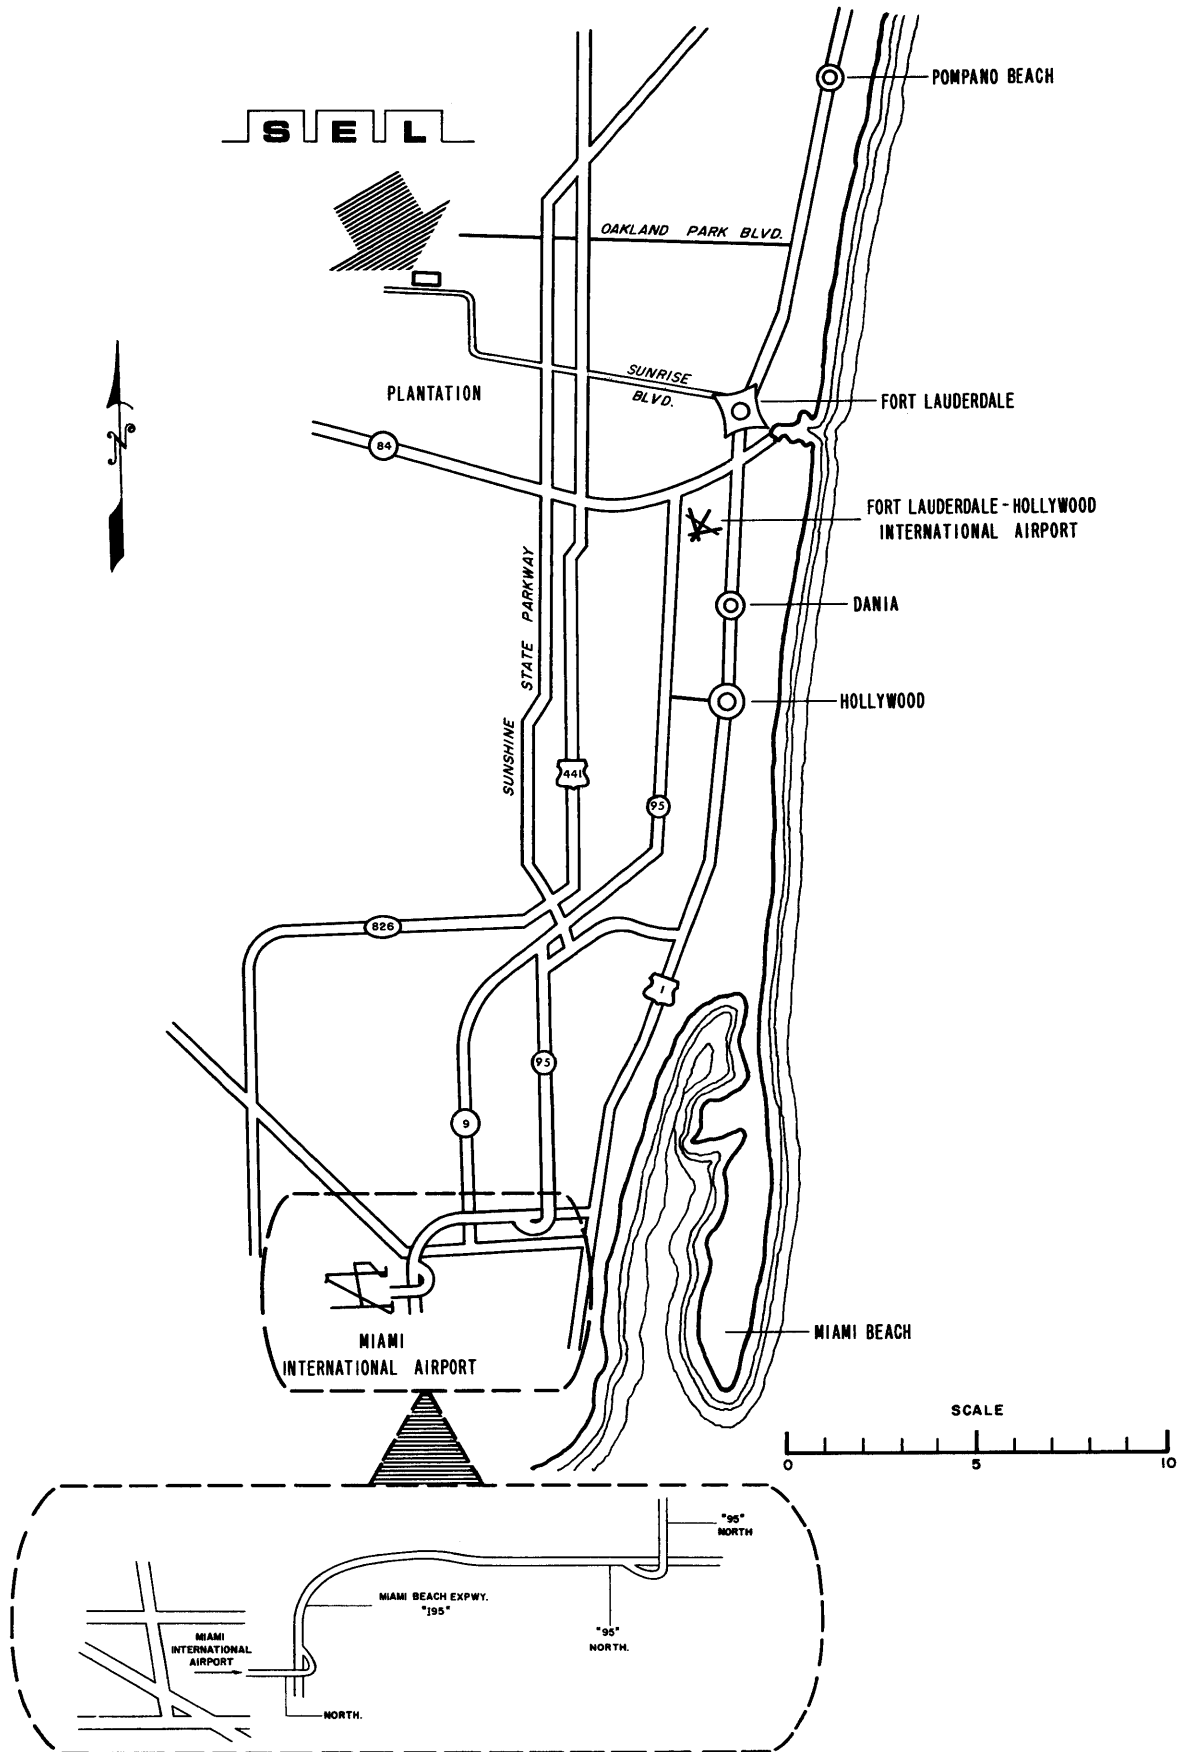 POMPANO BEACH
S E L
OAKLAND PARK BLVD.
SUNRISE
BLVD.
PLANTATION
FORT LAUDERDALE
84
N
FORT LAUDERDALE-HOLLYWOOD
INTERNATIONAL AIRPORT
SUNSHINE STATE PARKWAY
DANIA
HOLLYWOOD
441
95
826
1
95
9
MIAMI
INTERNATIONAL AIRPORT
MIAMI BEACH
SCALE
0 5 10
"95"
NORTH
MIAMI BEACH EXPWY.
"195"
"95"
NORTH.
MIAMI
INTERNATIONAL
AIRPORT
NORTH.